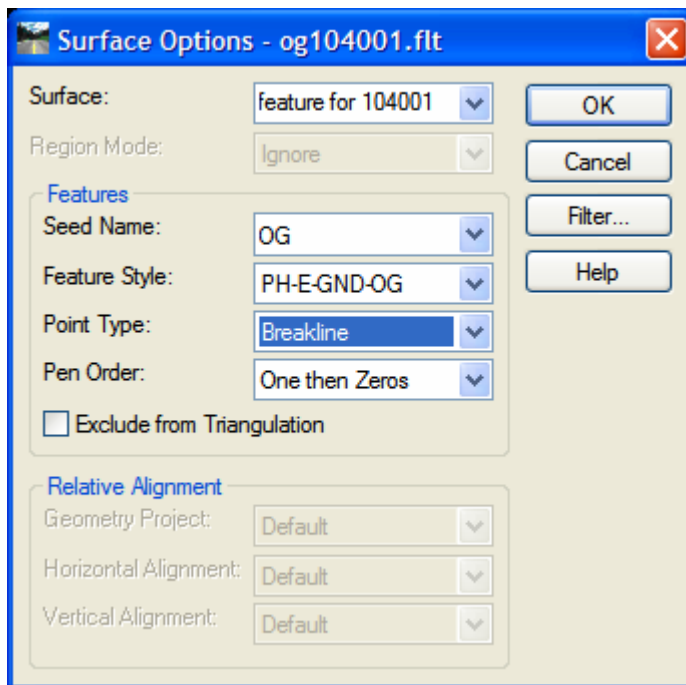 Surface Options - og104001.flt
Surface: feature for 104001 OK
Region Mode: Ignore Cancel
Features
Seed Name: OG Filter...
Feature Style: PH-E-GND-OG Help
Point Type: Breakline
Pen Order: One then Zeros
Exclude from Triangulation
Relative Alignment
Geometry Project: Default
Horizontal Alignment: Default
Vertical Alignment: Default